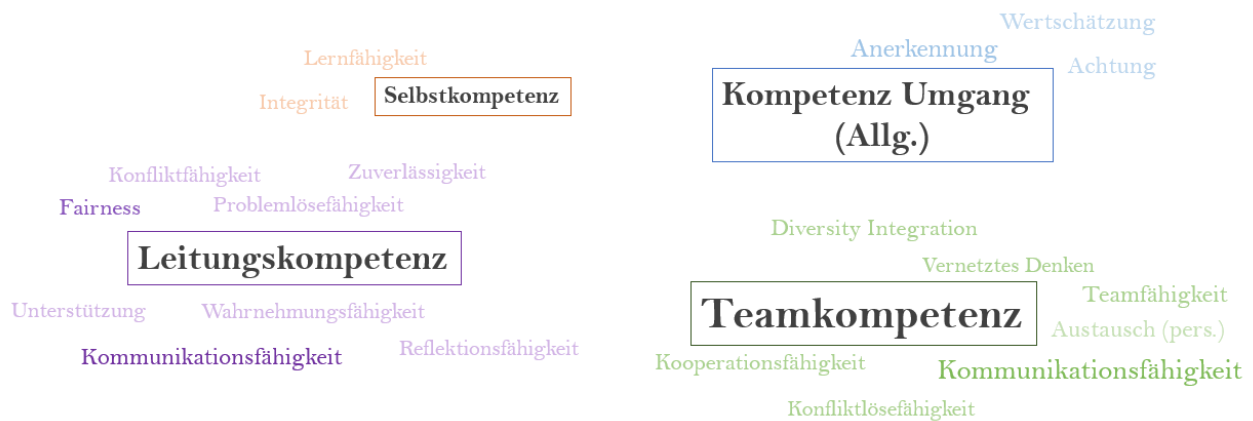 Lernfähigkeit
Integrität
Selbstkompetenz
Wertschätzung
Anerkennung
Achtung
Kompetenz Umgang
(Allg.)
Konfliktfähigkeit
Zuverlässigkeit
Fairness
Problemlösefähigkeit
Leitungskompetenz
Unterstützung
Wahrnehmungsfähigkeit
Kommunikationsfähigkeit
Reflektionsfähigkeit
Diversity Integration
Vernetztes Denken
Teamfähigkeit
Teamkompetenz
Austausch (pers.)
Kooperationsfähigkeit
Kommunikationsfähigkeit
Konfliktlösefähigkeit